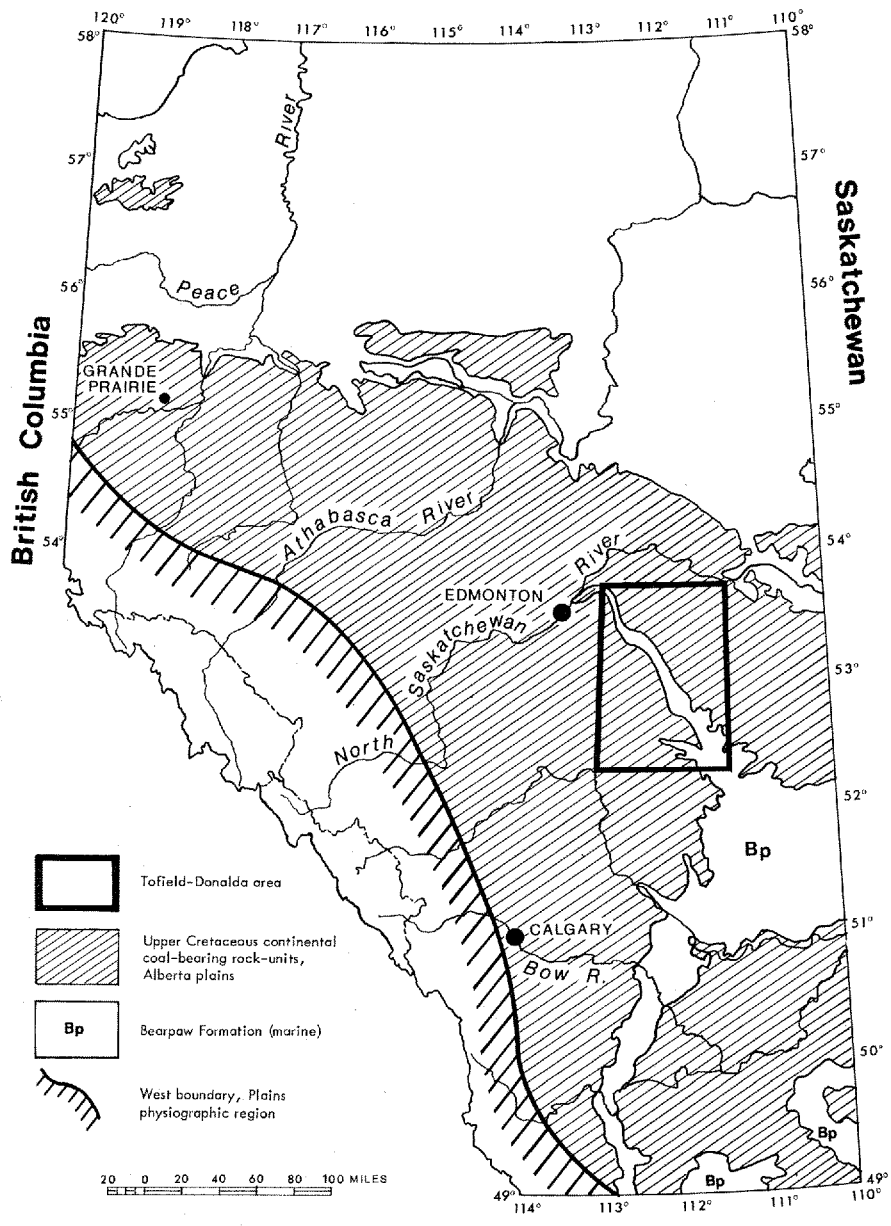 120° 119° 118° 117° 116° 115° 114° 113° 112° 111° 110°
58° 58°
River
57° 57°
Saskatchewan
56° Peace 56°
British Columbia
GRANDE
PRAIRIE
55° 55°
Athabasca River
54° 54°
River
EDMONTON
Saskatchewan
53°
North
52°
Bp
Tofield-Donalda area
51°
CALGARY
Upper Cretaceous continental
coal-bearing rock-units,
Alberta plains
Bow R.
Bp Bearpaw Formation (marine)
50°
West boundary, Plains
physiographic region
Bp
Bp
20 0 20 40 60 80 100 MILES
49° 49°
114° 113° 112° 111° 110°